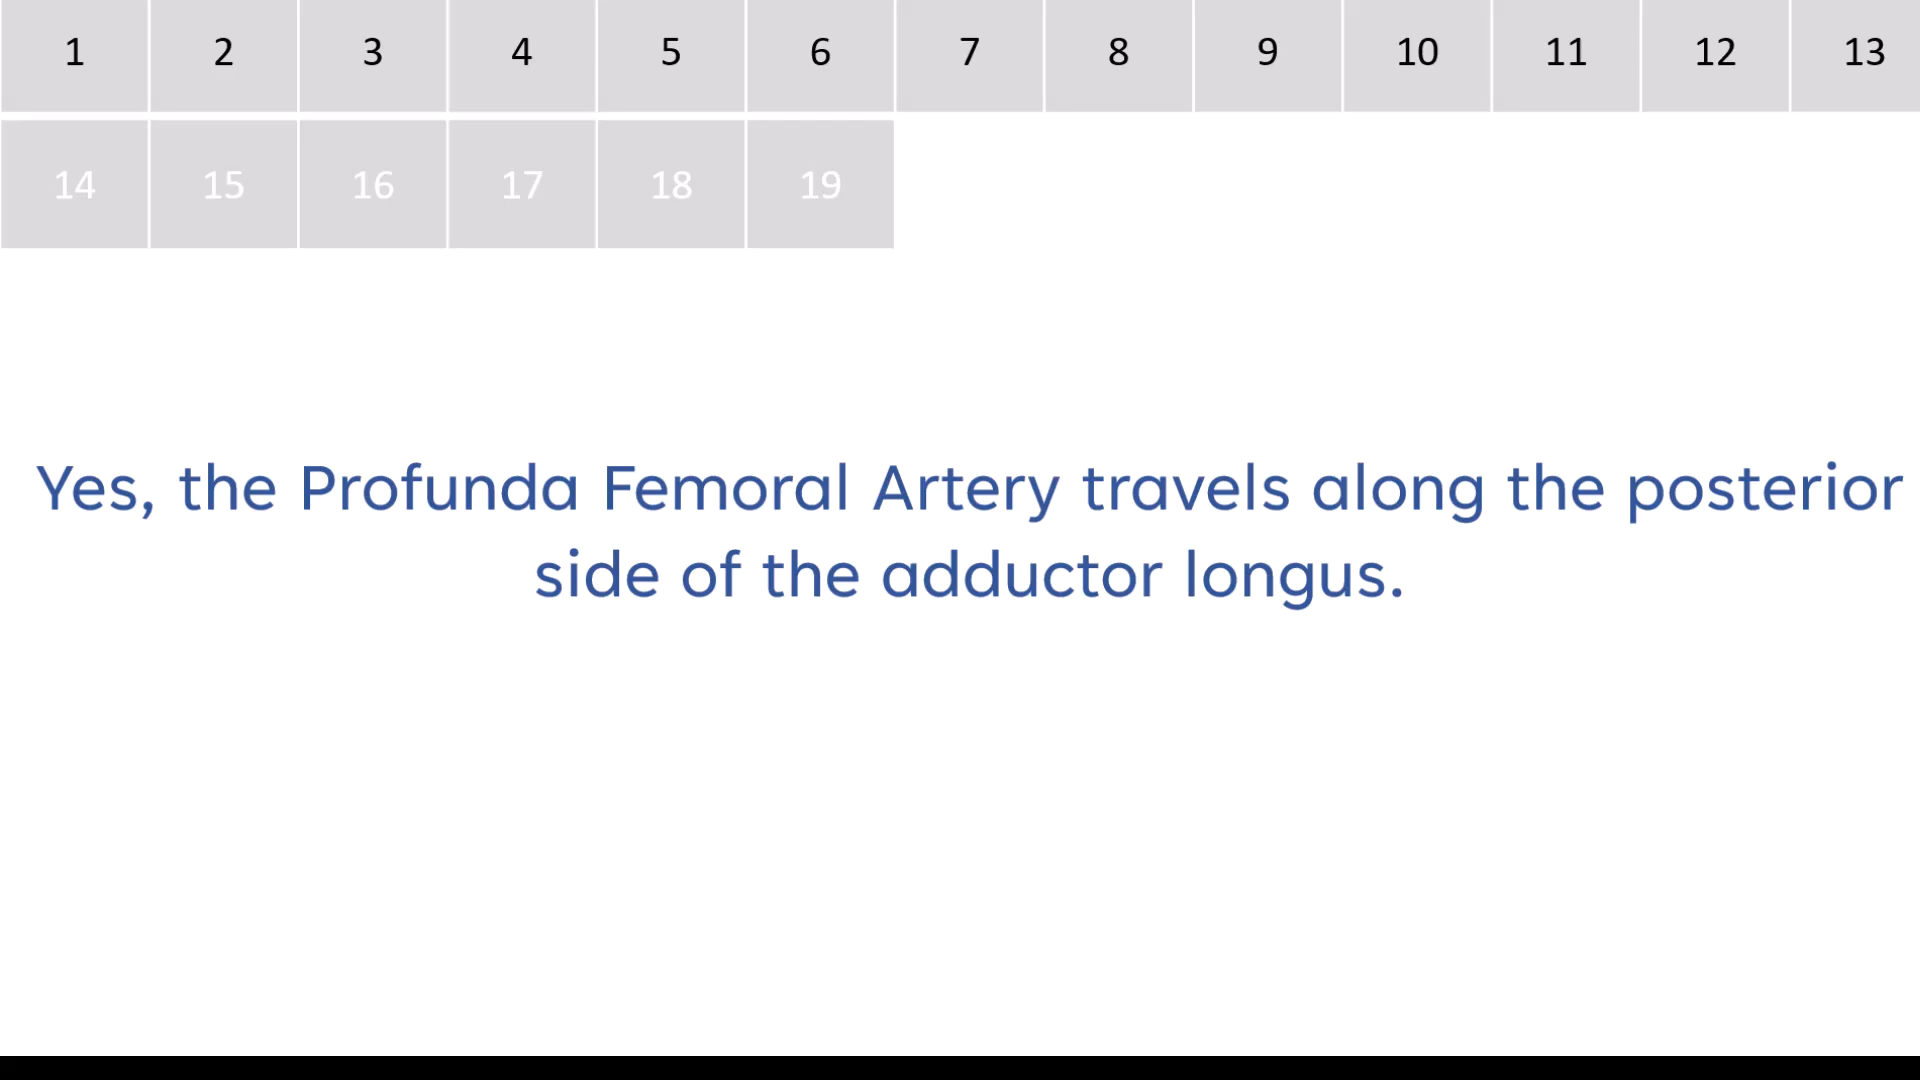 1 2 3 4 5 6 7 8 9 10 11 12 13
14 15 16 17 18 19
Yes, the Profunda Femoral Artery travels along the posterior
side of the adductor longus.